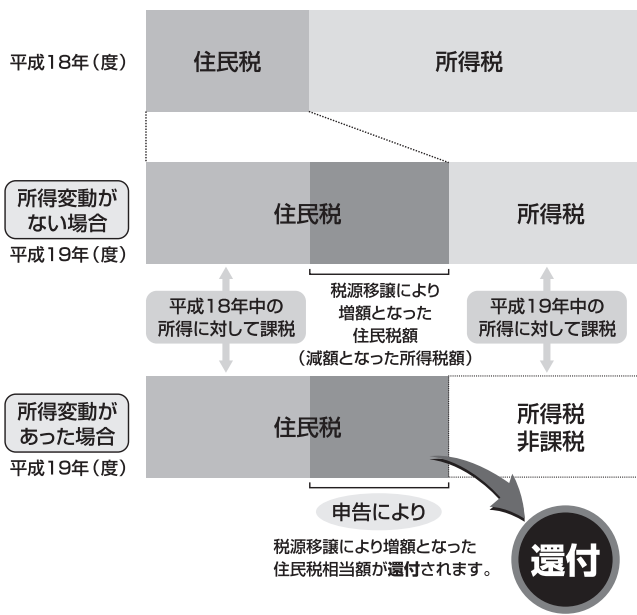 平成18年（度）
住民税
所得税
所得変動が
ない場合
平成19年（度）
住民税
所得税
平成18年中の
所得に対して課税
税源移譲により
増額となった
住民税額
（減額となった所得税額）
平成19年中の
所得に対して課税
所得変動が
あった場合
平成19年（度）
住民税
所得税
非課税
申告により
税源移譲により増額となった
住民税相当額が還付されます。
還付